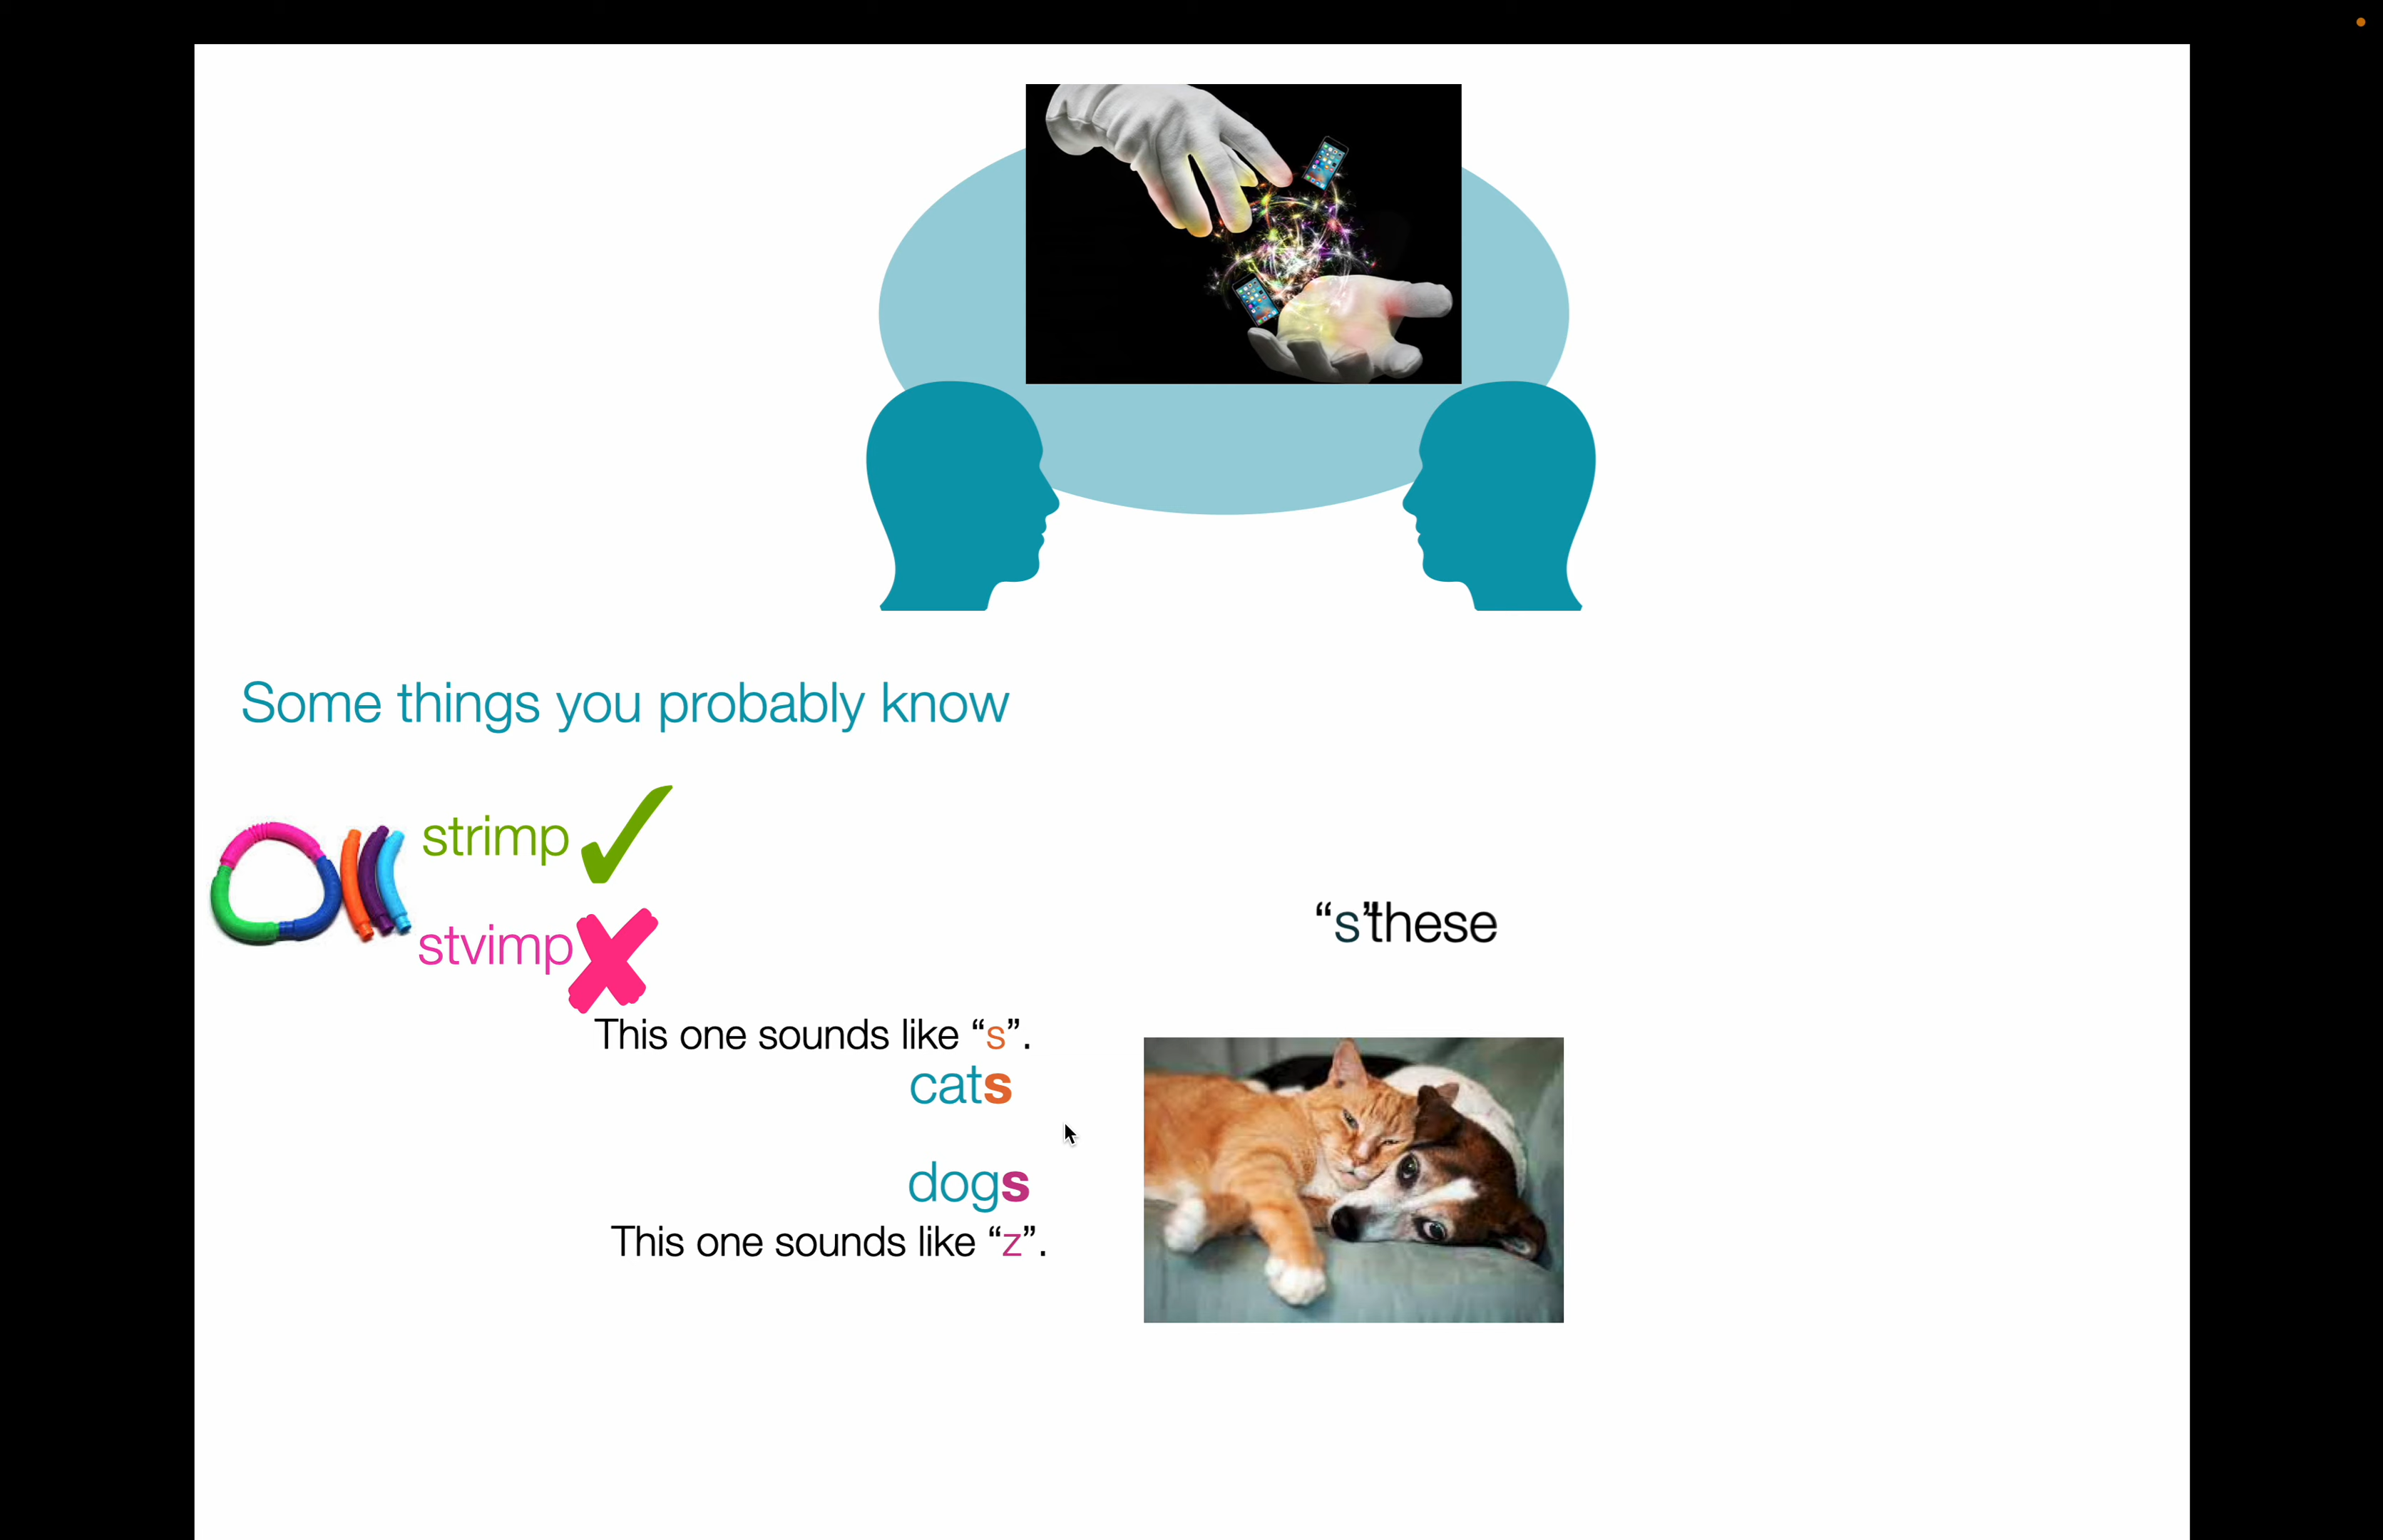 Some things you probably know
strimp
stvimp
“s”these
This one sounds like “s”.
cats
dogs
This one sounds like “z”.